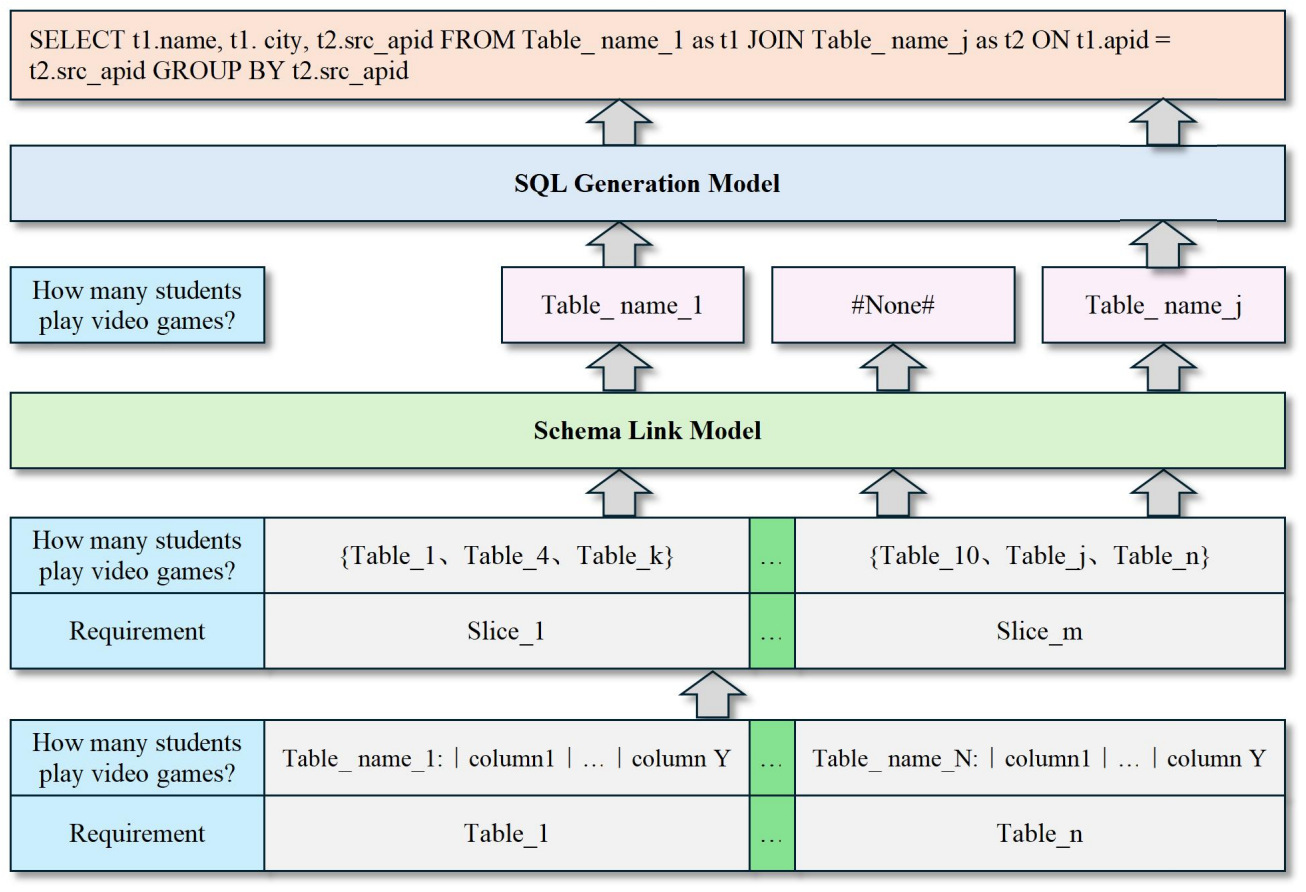 SELECT t1.name, t1. city, t2.src_apid FROM Table_ name_1 as t1 JOIN Table_ name_j as t2 ON t1.apid =
t2.src_apid GROUP BY t2.src_apid
SQL Generation Model
How many students
play video games?
Table_ name_1
#None#
Table_ name_j
Schema Link Model
How many students
play video games?
{Table_1、Table_4、Table_k}
...
{Table_10、Table_j、Table_n}
Requirement
Slice_1
...
Slice_m
How many students
play video games?
Table_ name_1: | column1 | ... | column Y
...
Table_ name_N: | column1 | ... | column Y
Requirement
Table_1
...
Table_n